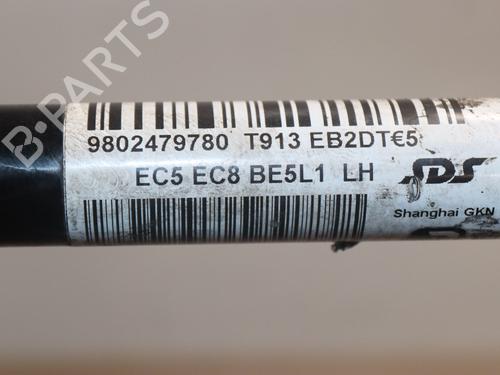 9802479780 T913 EB2DT€5
EC5 EC8 BE5L1 LH
SDS
Shanghai GKN
B-PARTS